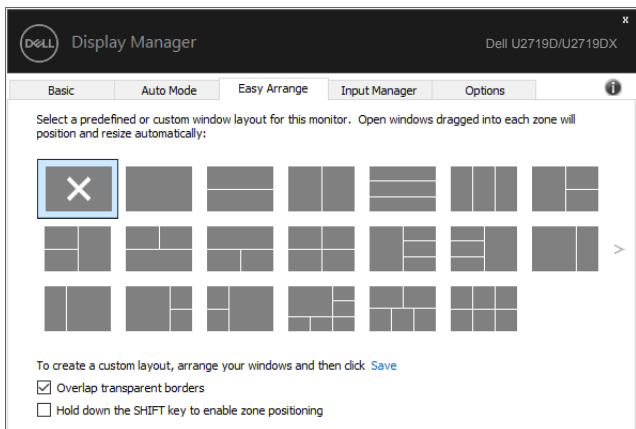 x
DELL Display Manager Dell U2719D/U2719DX
Basic Auto Mode Easy Arrange Input Manager Options i
Select a predefined or custom window layout for this monitor. Open windows dragged into each zone will
position and resize automatically:
>
To create a custom layout, arrange your windows and then click Save
Overlap transparent borders
Hold down the SHIFT key to enable zone positioning